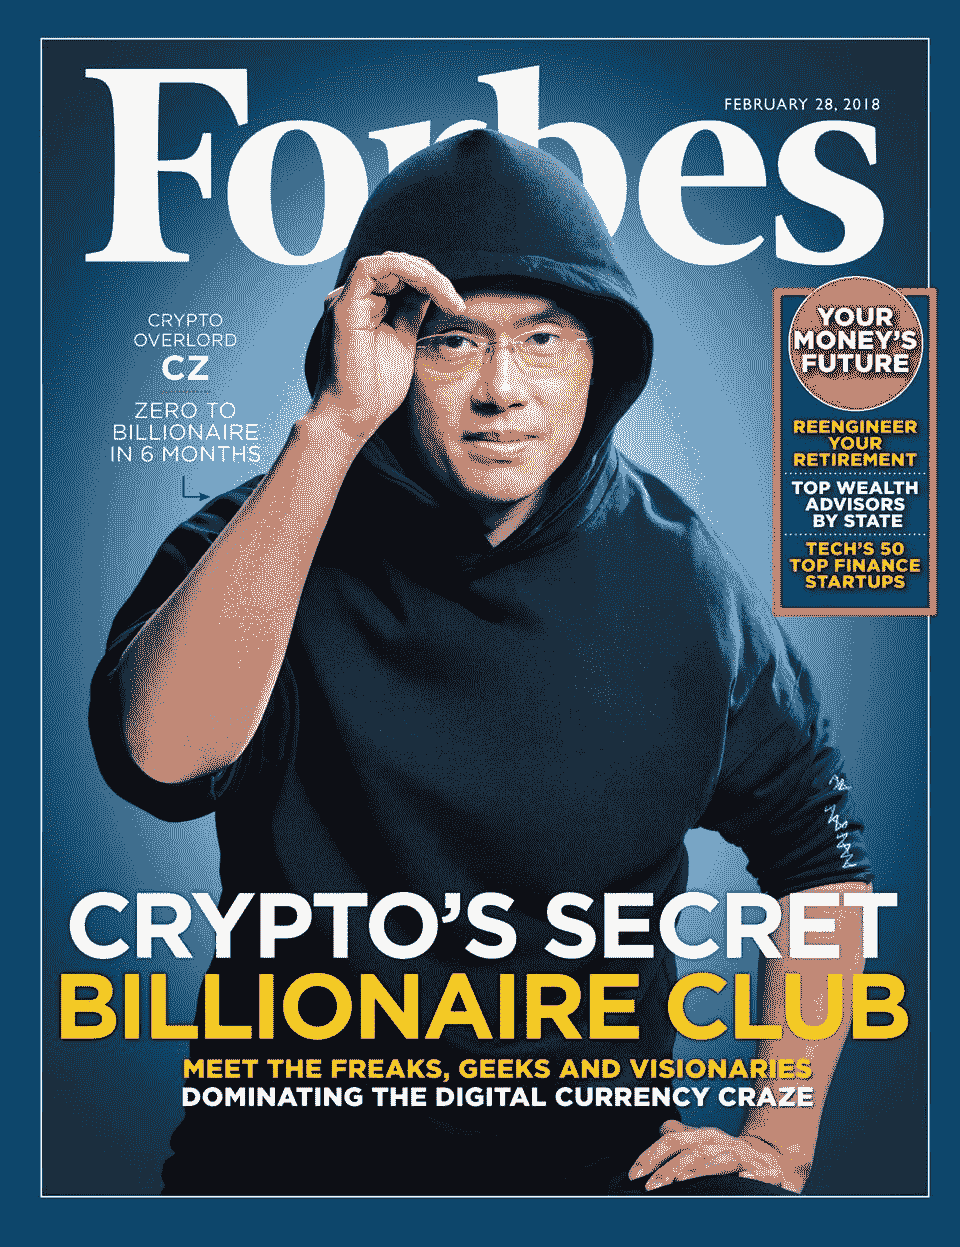 Forbes
FEBRUARY 28, 2018
CRYPTO
OVERLORD
CZ
ZERO TO
BILLIONAIRE
IN 6 MONTHS
YOUR
MONEY'S
FUTURE
REENGINEER
YOUR
RETIREMENT
TOP WEALTH
ADVISORS
BY STATE
TECH'S 50
TOP FINANCE
STARTUPS
CRYPTO'S SECRET
BILLIONAIRE CLUB
MEET THE FREAKS, GEEKS AND VISIONARIES
DOMINATING THE DIGITAL CURRENCY CRAZE